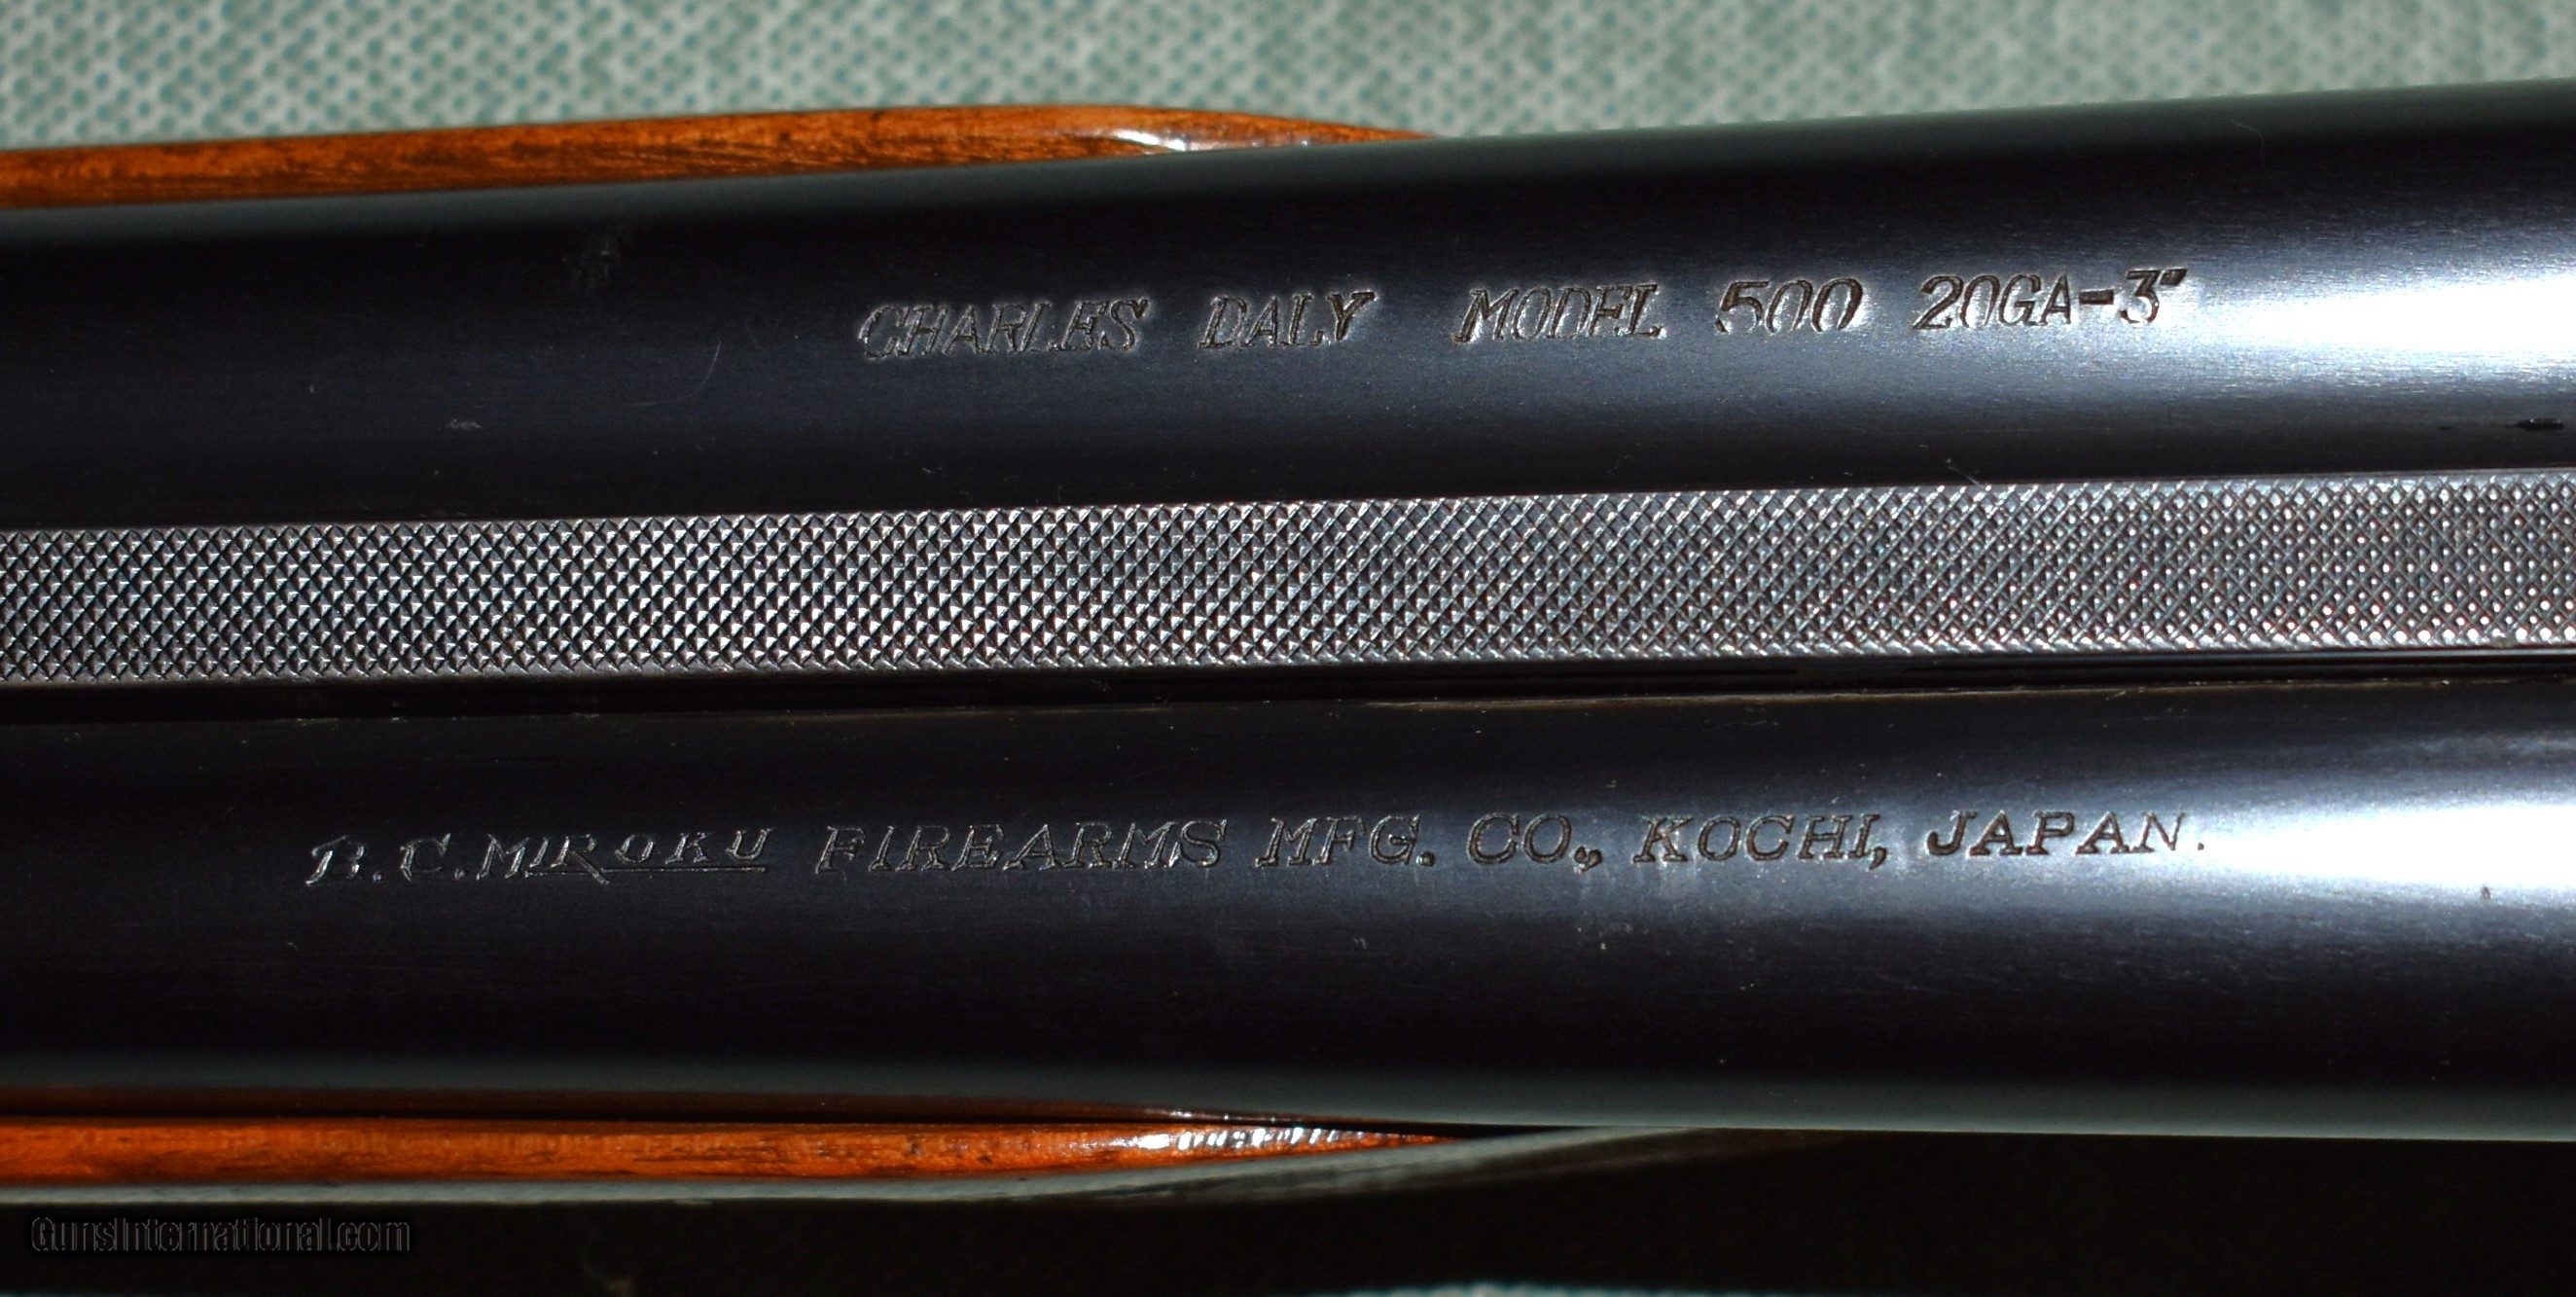 CHARLES DALY MODEL 500 20GA-3"
B.C. MIROKU FIREARMS MFG. CO., KOCHI, JAPAN.
GunsInternational.com